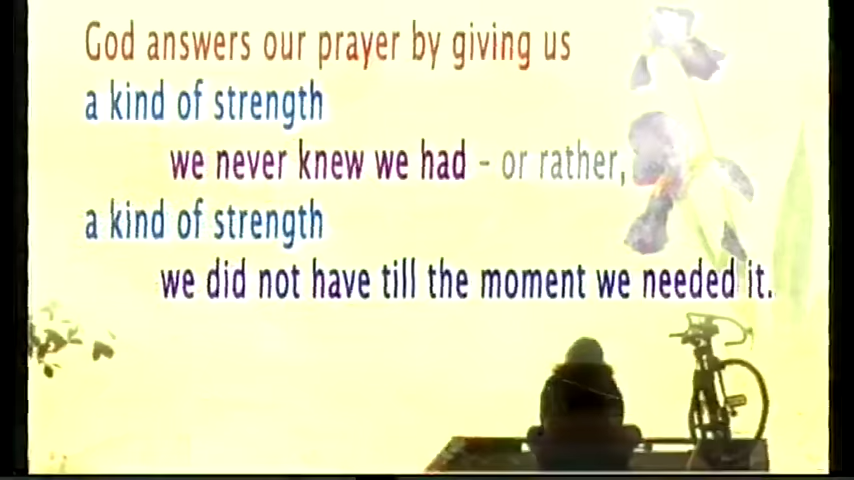 God answers our prayer by giving us
a kind of strength
we never knew we had - or rather,
a kind of strength
we did not have till the moment we needed it.